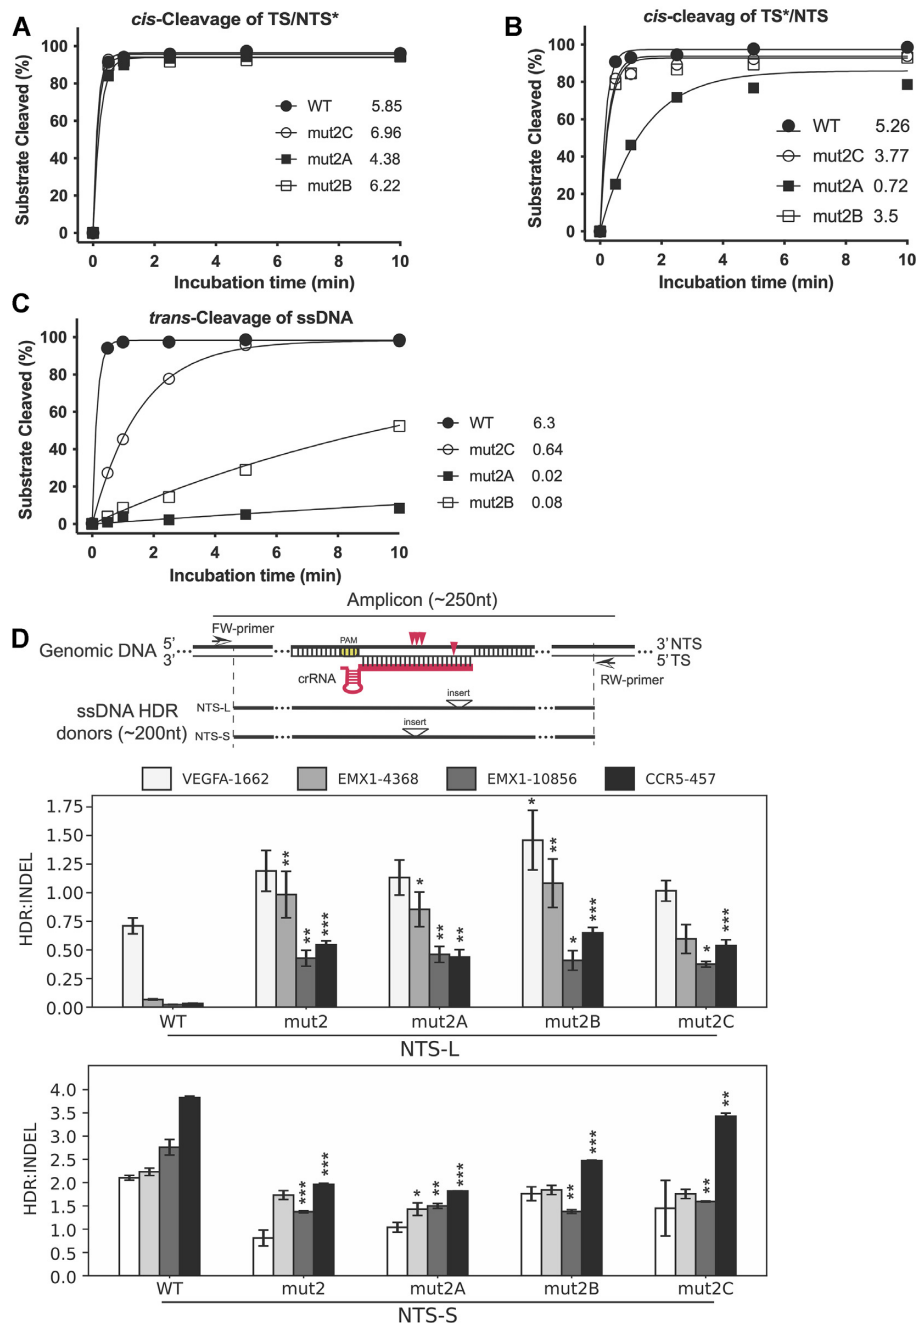 A
cis-Cleavage of TS/NTS*
Substrate Cleaved (%)
100
80
60
40
20
0
0 2 4 6 8 10
Incubation time (min)
WT 5.85
mut2C 6.96
mut2A 4.38
mut2B 6.22
B
cis-cleavag of TS*/NTS
Substrate Cleaved (%)
100
80
60
40
20
0
0 2 4 6 8 10
Incubation time (min)
WT 5.26
mut2C 3.77
mut2A 0.72
mut2B 3.5
C
trans-Cleavage of ssDNA
Substrate Cleaved (%)
100
80
60
40
20
0
0 2 4 6 8 10
Incubation time (min)
WT 6.3
mut2C 0.64
mut2A 0.02
mut2B 0.08
D
Amplicon (~250nt)
FW-primer
PAM
Genomic DNA 5' 3' NTS
3' 5' TS
crRNA
RW-primer
ssDNA HDR
donors (~200nt)
NTS-L insert
NTS-S insert
VEGFA-1662 EMX1-4368 EMX1-10856 CCR5-457
HDR:INDEL
1.75
1.50
1.25
1.00
0.75
0.50
0.25
0.00
** ** ***
* ** **
* ** * ***
* ***
WT mut2 mut2A mut2B mut2C
NTS-L
HDR:INDEL
4.0
3.5
3.0
2.5
2.0
1.5
1.0
0.5
0.0
*** ***
* ** ***
** ***
** **
WT mut2 mut2A mut2B mut2C
NTS-S